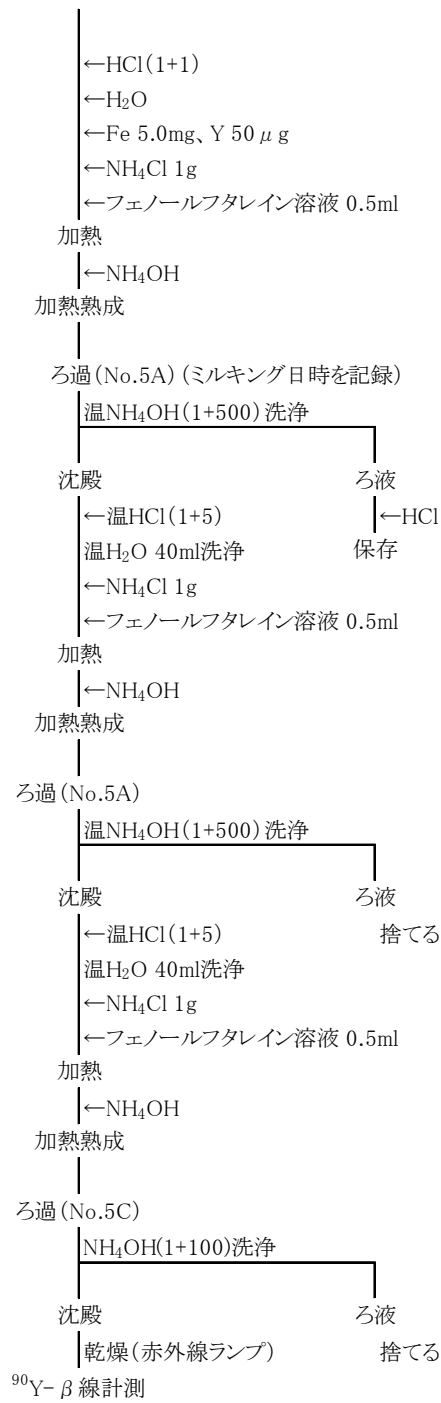 ←HCl(1+1)
←H₂O
←Fe 5.0mg、Y 50μg
←NH₄Cl 1g
←フェノールフタレイン溶液 0.5ml
加熱
←NH₄OH
加熱熟成
ろ過(No.5A) (ミルキング日時を記録)
温NH₄OH(1+500)洗浄
沈殿 ろ液
←温HCl(1+5) ←HCl
温H₂O 40ml洗浄 保存
←NH₄Cl 1g
←フェノールフタレイン溶液 0.5ml
加熱
←NH₄OH
加熱熟成
ろ過(No.5A)
温NH₄OH(1+500)洗浄
沈殿 ろ液
←温HCl(1+5) 捨てる
温H₂O 40ml洗浄
←NH₄Cl 1g
←フェノールフタレイン溶液 0.5ml
加熱
←NH₄OH
加熱熟成
ろ過(No.5C)
NH₄OH(1+100)洗浄
沈殿 ろ液
乾燥(赤外線ランプ) 捨てる
⁹⁰Y-β線計測